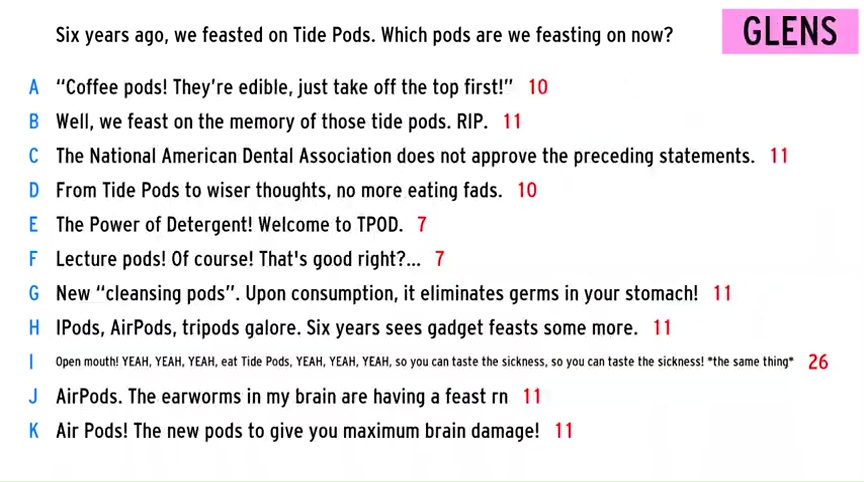 Six years ago, we feasted on Tide Pods. Which pods are we feasting on now?
GLENS
A “Coffee pods! They’re edible, just take off the top first!” 10
B Well, we feast on the memory of those tide pods. RIP. 11
C The National American Dental Association does not approve the preceding statements. 11
D From Tide Pods to wiser thoughts, no more eating fads. 10
E The Power of Detergent! Welcome to TPOD. 7
F Lecture pods! Of course! That's good right?... 7
G New “cleansing pods”. Upon consumption, it eliminates germs in your stomach! 11
H IPods, AirPods, tripods galore. Six years sees gadget feasts some more. 11
I Open mouth! YEAH, YEAH, YEAH, eat Tide Pods, YEAH, YEAH, YEAH, so you can taste the sickness, so you can taste the sickness! *the same thing* 26
J AirPods. The earworms in my brain are having a feast rn 11
K Air Pods! The new pods to give you maximum brain damage! 11